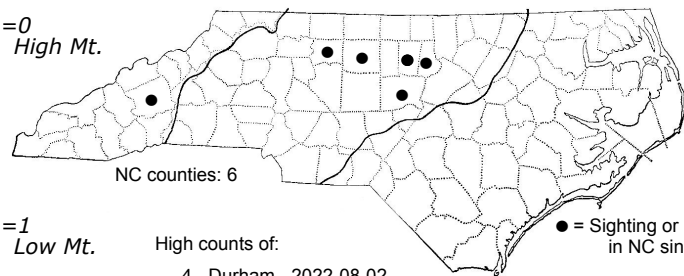 =0
High Mt.
NC counties: 6
=1
Low Mt.
High counts of:
4 Durham 2022-08-02
● = Sighting or
in NC sin